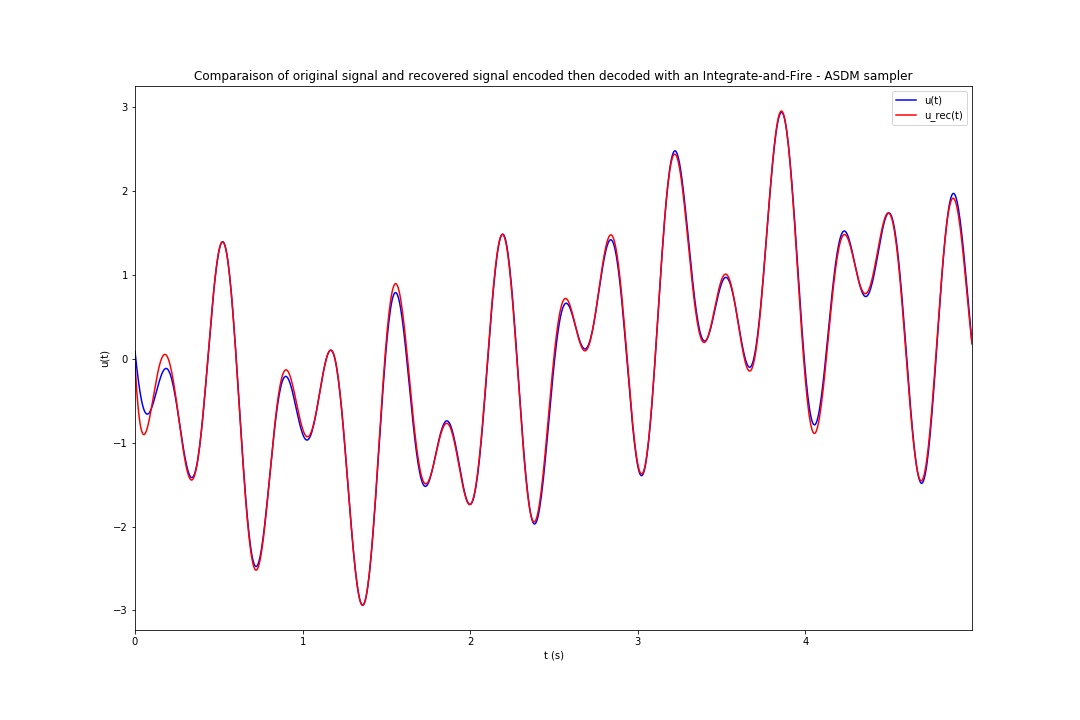 Comparaison of original signal and recovered signal encoded then decoded with an Integrate-and-Fire - ASDM sampler
u(t)
u_rec(t)
3
2
1
0
−1
−2
−3
u(t)
0
1
2
3
4
t (s)